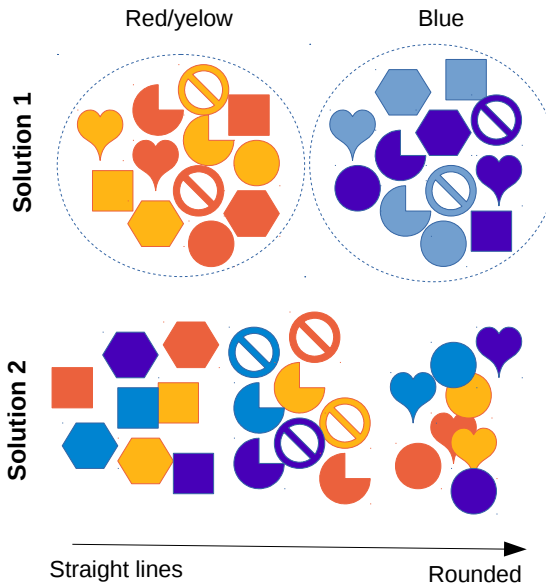 Red/yelow
Blue
Solution 1
Solution 2
Straight lines
Rounded